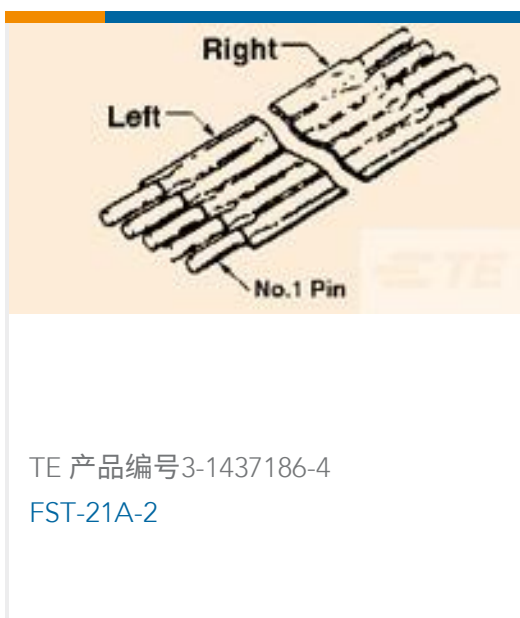 Right
Left
No.1 Pin
TE
TE 产品编号3-1437186-4
FST-21A-2